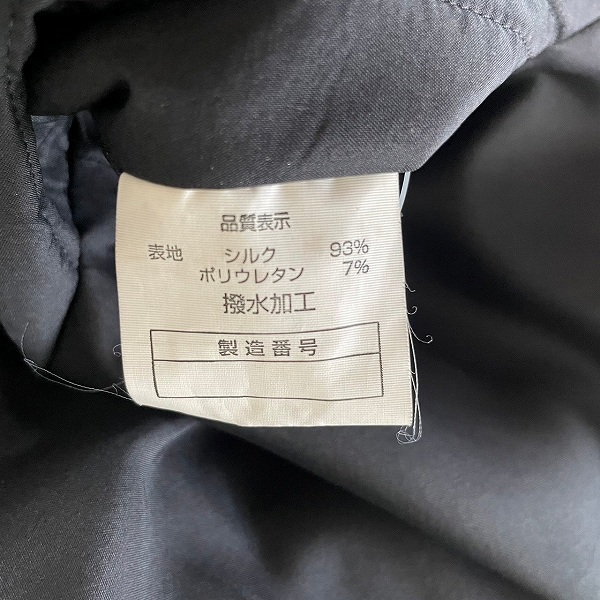 品質表示
表地 シルク 93%
ポリウレタン 7%
撥水加工
製造番号